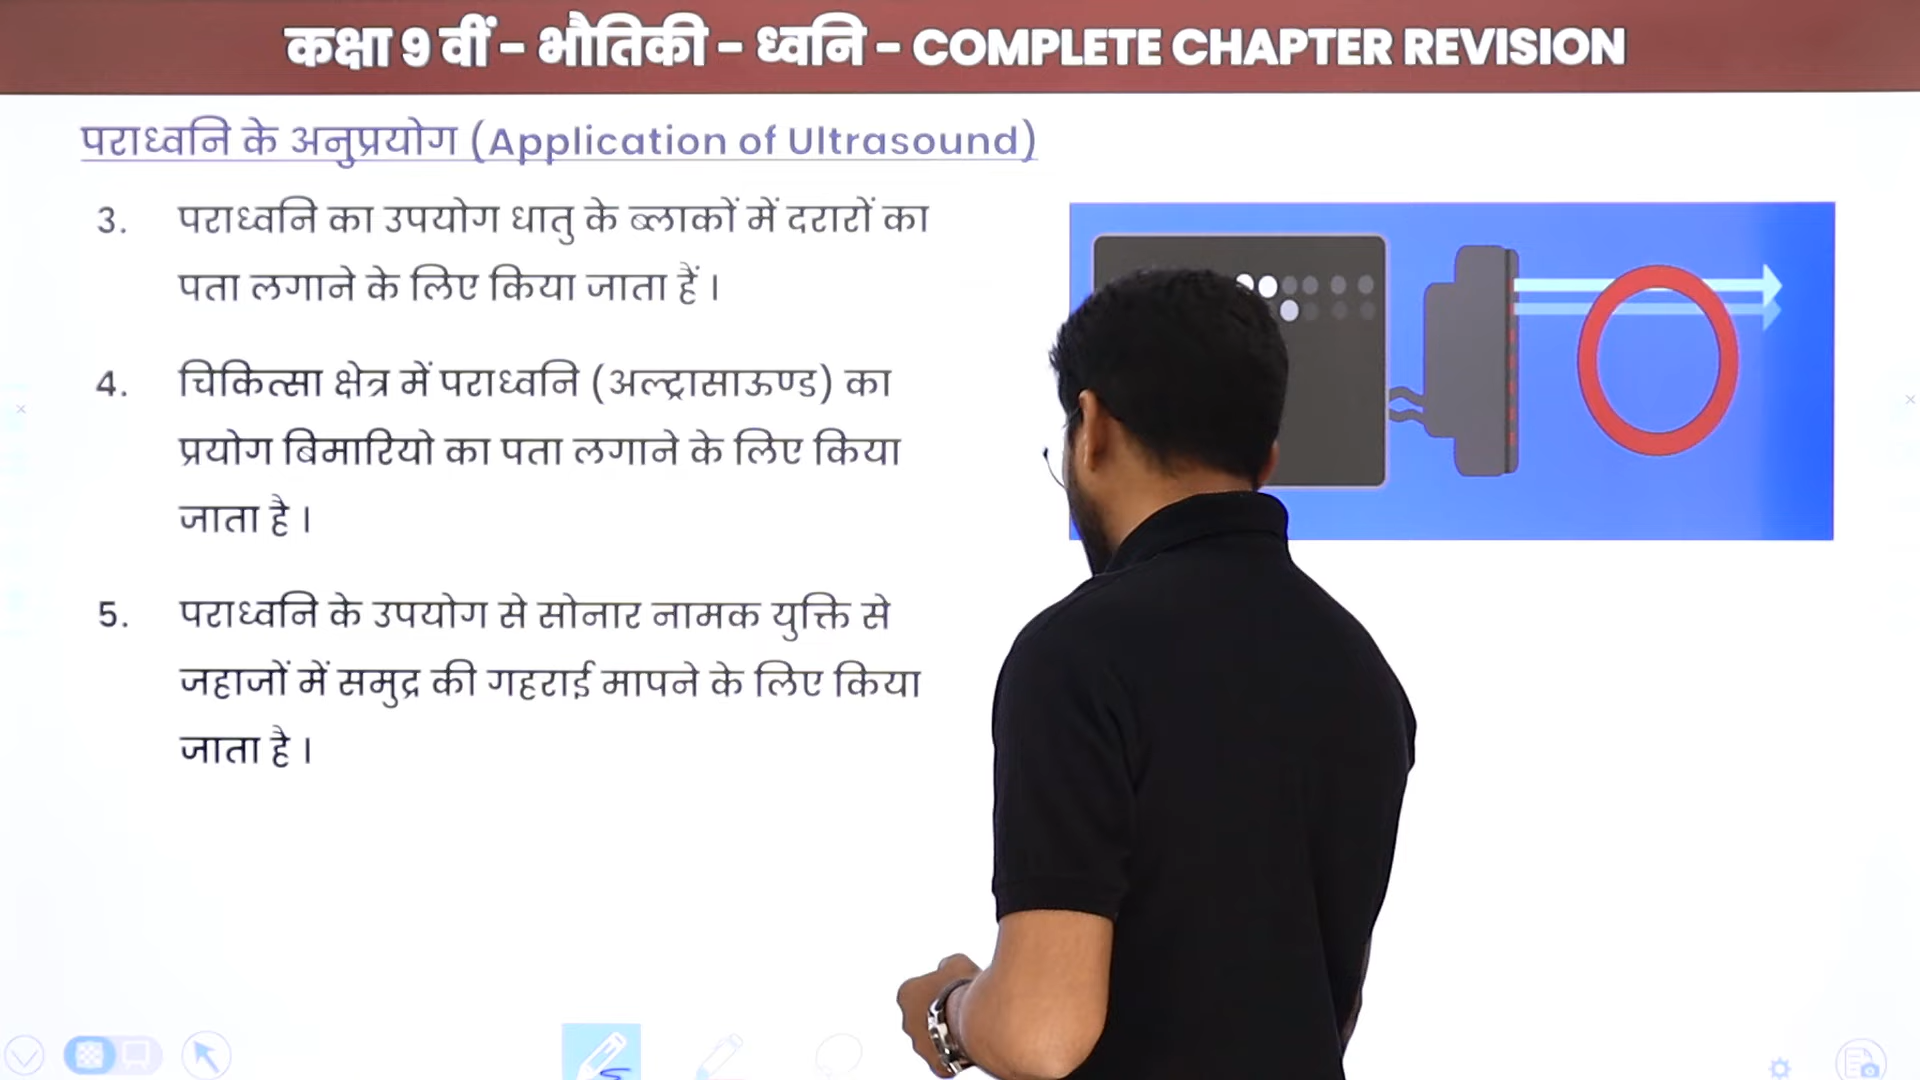 कक्षा 9 वीं – भौतिकी – ध्वनि – COMPLETE CHAPTER REVISION
पराध्वनि के अनुप्रयोग (Application of Ultrasound)
3. पराध्वनि का उपयोग धातु के ब्लाकों में दरारों का
पता लगाने के लिए किया जाता हैं ।
4. चिकित्सा क्षेत्र में पराध्वनि (अल्ट्रासाऊण्ड) का
प्रयोग बिमारियो का पता लगाने के लिए किया
जाता है ।
5. पराध्वनि के उपयोग से सोनार नामक युक्ति से
जहाजों में समुद्र की गहराई मापने के लिए किया
जाता है ।